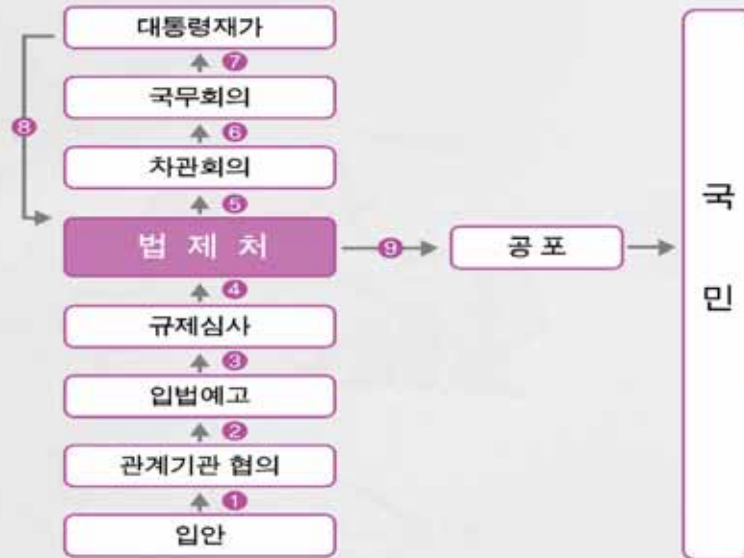 대통령재가
7
국무회의
8
6
차관회의
5
국
법 제 처
9
공 포
4
민
규제심사
3
입법예고
2
관계기관 협의
1
입안